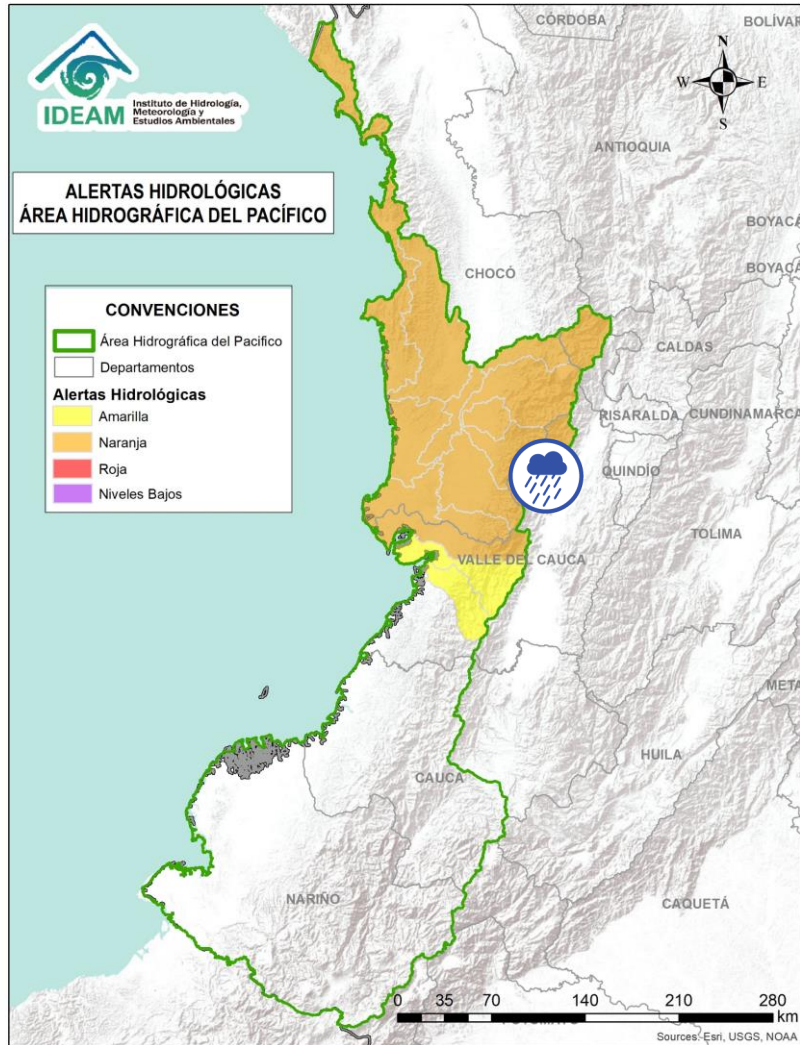 CÓRDOBA
BOLÍVAR
IDEAM
Instituto de Hidrología,
Meteorología y
Estudios Ambientales
N
W
E
S
ANTIOQUIA
ALERTAS HIDROLÓGICAS
ÁREA HIDROGRÁFICA DEL PACÍFICO
BOYACÁ
BOYACÁ
CHOCÓ
CONVENCIONES
Área Hidrográfica del Pacifico
Departamentos
Alertas Hidrológicas
Amarilla
Naranja
Roja
Niveles Bajos
CALDAS
RISARALDA
CUNDINAMARCA
QUINDÍO
TOLIMA
VALLE DEL CAUCA
META
HUILA
CAUCA
NARIÑO
CAQUETÁ
0 35 70 140 210 280
km
Sources: Esri, USGS, NOAA